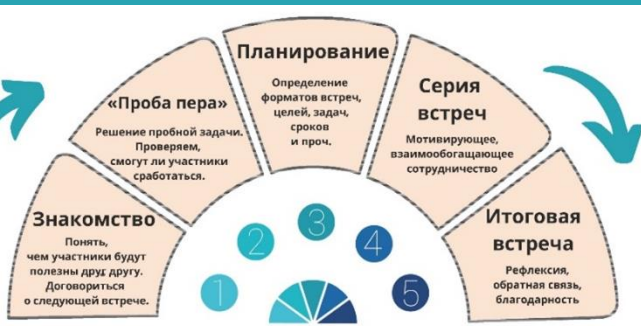 Знакомство
Понять,
чем участники будут
полезны друг другу.
Договориться
о следующей встрече.
«Проба пера»
Решение пробной задачи.
Проверяем,
смогут ли участники
сработаться.
Планирование
Определение
форматов встреч,
целей, задач,
сроков
и проч.
Серия
встреч
Мотивирующее,
взаимообогащающее
сотрудничество
Итоговая
встреча
Рефлексия,
обратная связь,
благодарность
1
2
3
4
5